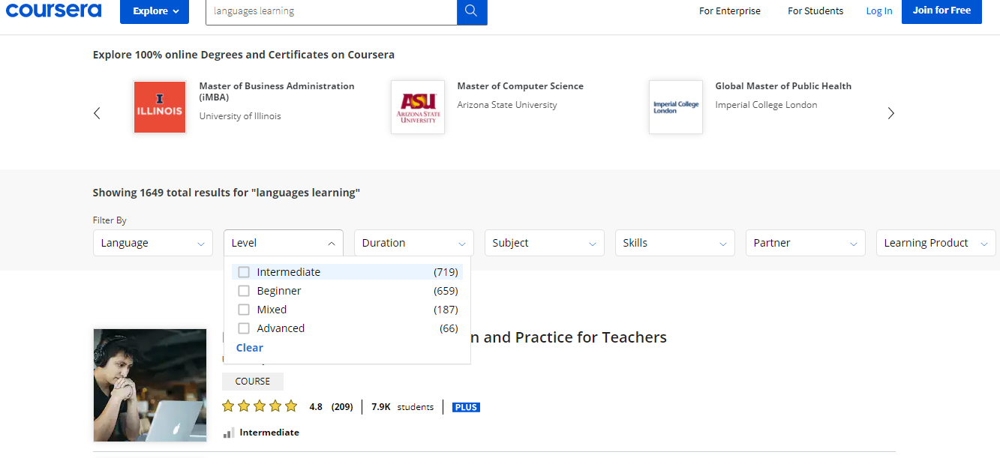 coursera
Explore
languages learning
For Enterprise
For Students
Log In
Join for Free
Explore 100% online Degrees and Certificates on Coursera
I
ILLINOIS
Master of Business Administration
(iMBA)
University of Illinois
ASU
ARIZONA STATE
UNIVERSITY
Master of Computer Science
Arizona State University
Imperial College
London
Global Master of Public Health
Imperial College London
Showing 1649 total results for "languages learning"
Filter By
Language
Level
Duration
Subject
Skills
Partner
Learning Product
Intermediate (719)
Beginner (659)
Mixed (187)
Advanced (66)
Clear
n and Practice for Teachers
COURSE
4.8 (209) 7.9K students PLUS
Intermediate